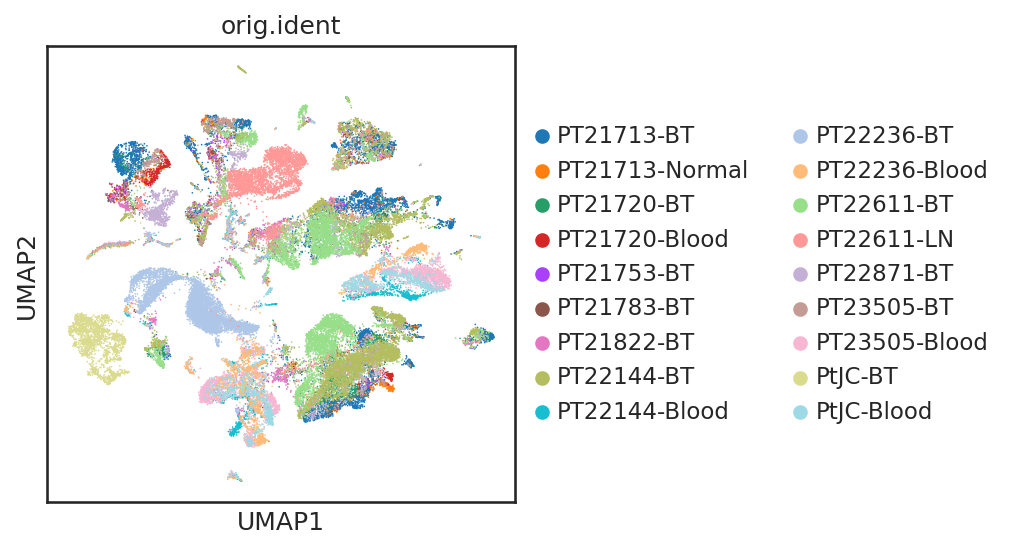 orig.ident
UMAP2
UMAP1
PT21713-BT
PT21713-Normal
PT21720-BT
PT21720-Blood
PT21753-BT
PT21783-BT
PT21822-BT
PT22144-BT
PT22144-Blood
PT22236-BT
PT22236-Blood
PT22611-BT
PT22611-LN
PT22871-BT
PT23505-BT
PT23505-Blood
PtJC-BT
PtJC-Blood